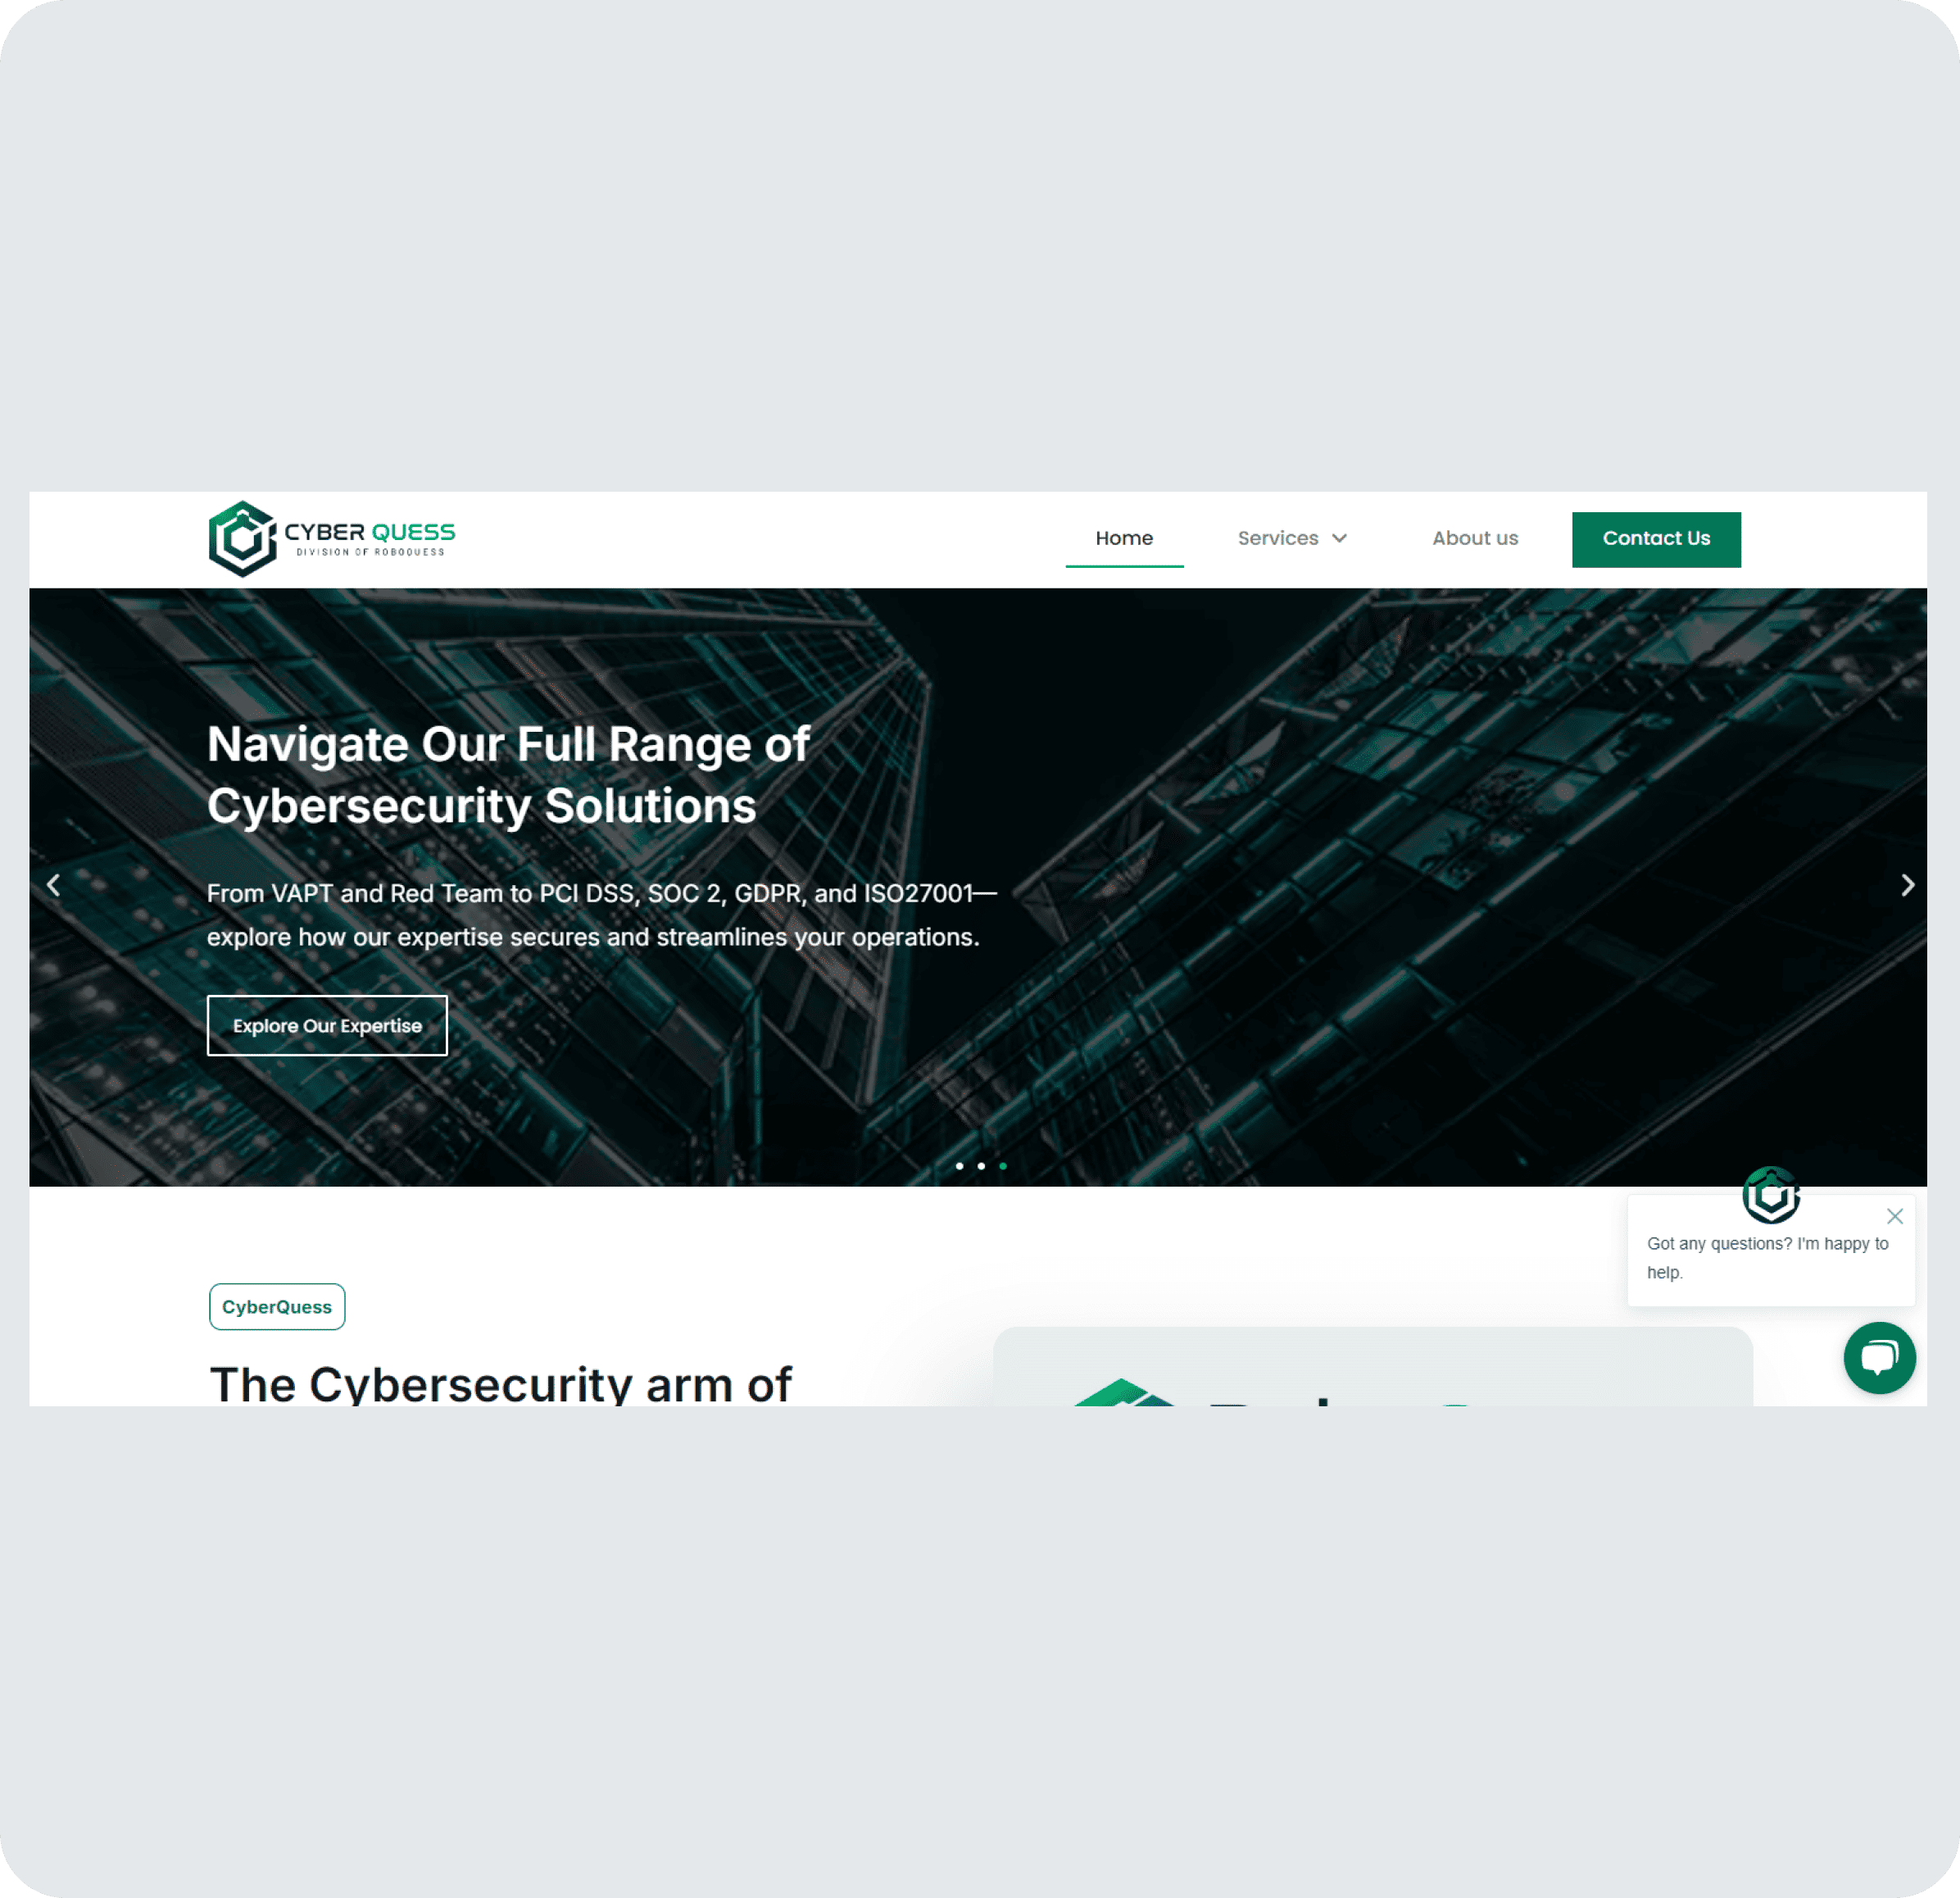 CYBER QUESS
DIVISION OF ROBOQUESS
Home
Services
About us
Contact Us
Navigate Our Full Range of
Cybersecurity Solutions
From VAPT and Red Team to PCI DSS, SOC 2, GDPR, and ISO27001—
explore how our expertise secures and streamlines your operations.
Explore Our Expertise
Got any questions? I'm happy to
help.
CyberQuess
The Cybersecurity arm of